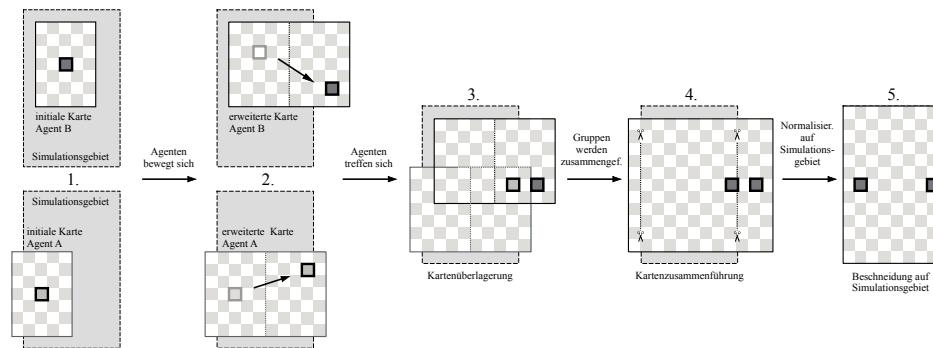 initiale Karte
Agent B
Simulationsgebiet
1.
Simulationsgebiet
initiale Karte
Agent A
Agenten
bewegt sich
erweiterte Karte
Agent B
2.
erweiterte Karte
Agent A
Agenten
treffen sich
3.
Kartenüberlagerung
Gruppen
werden
zusammengef.
4.
Kartenzusammenführung
Normalisier.
auf
Simulations-
gebiet
5.
Beschneidung auf
Simulationsgebiet